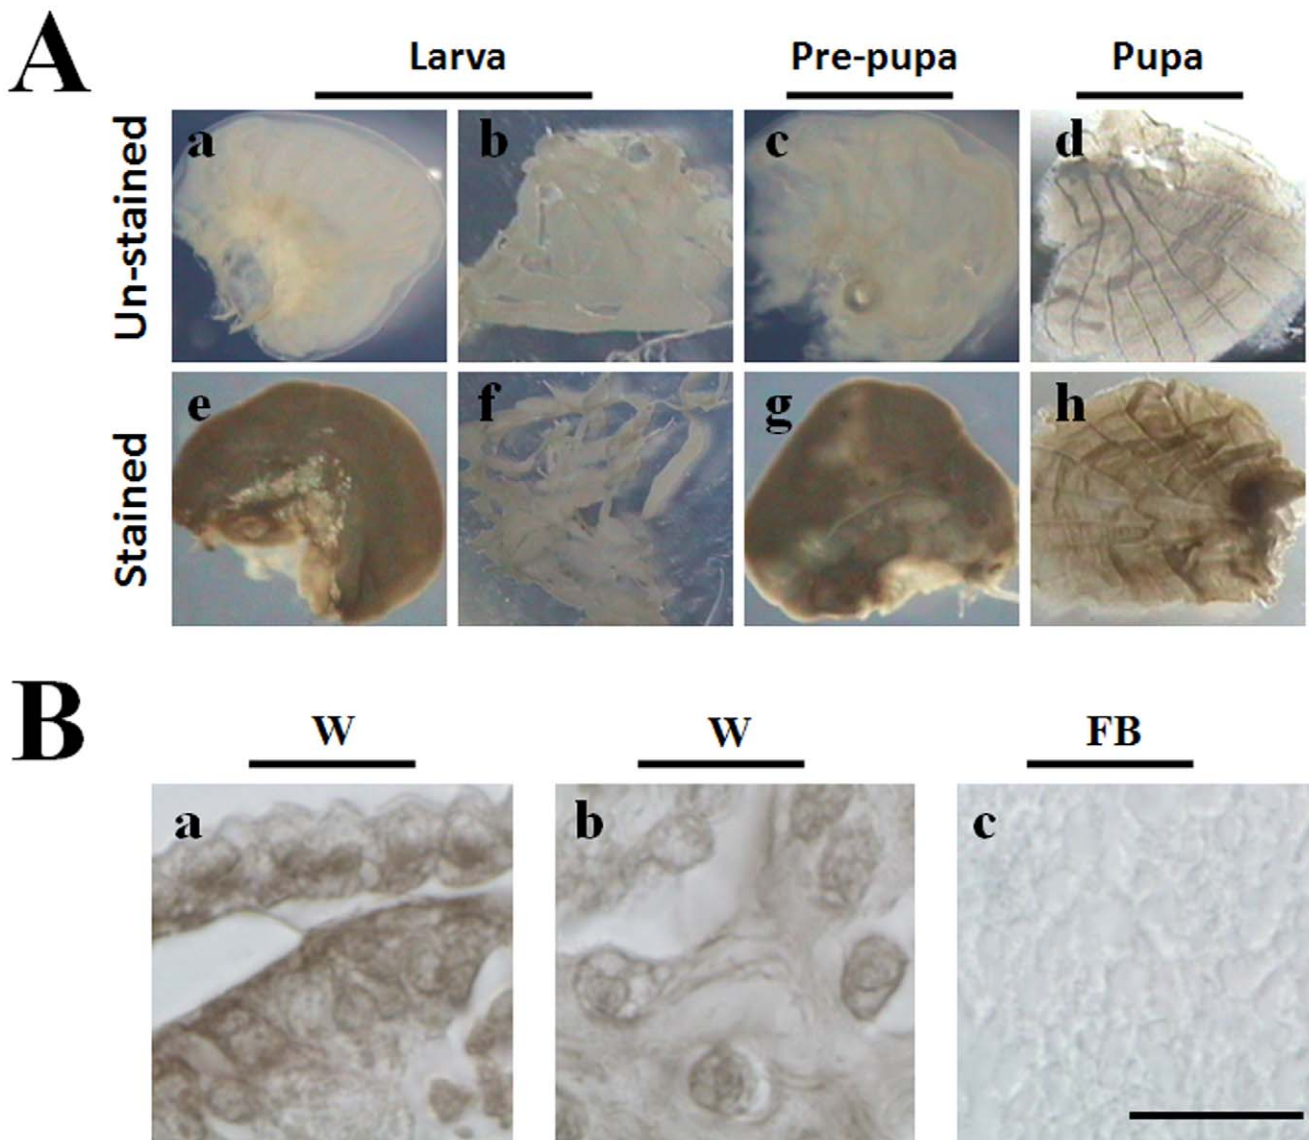 A
Larva Pre-pupa Pupa
Un-stained
a b c d
Stained
e f g h
B
W W FB
a b c